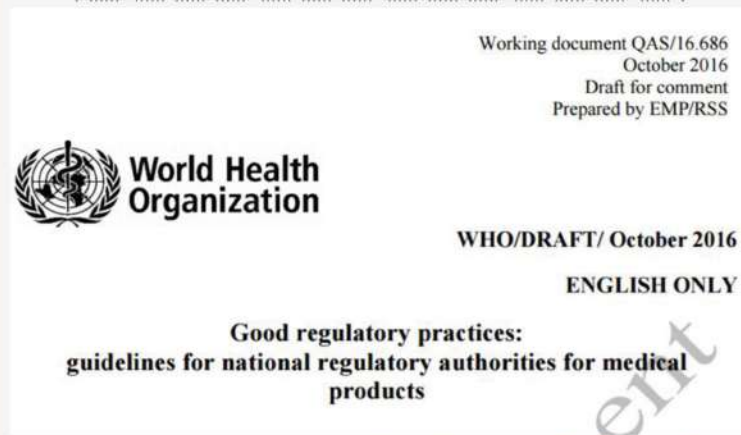 Working document QAS/16.686
October 2016
Draft for comment
Prepared by EMP/RSS
World Health
Organization
WHO/DRAFT/ October 2016
ENGLISH ONLY
Good regulatory practices:
guidelines for national regulatory authorities for medical
products